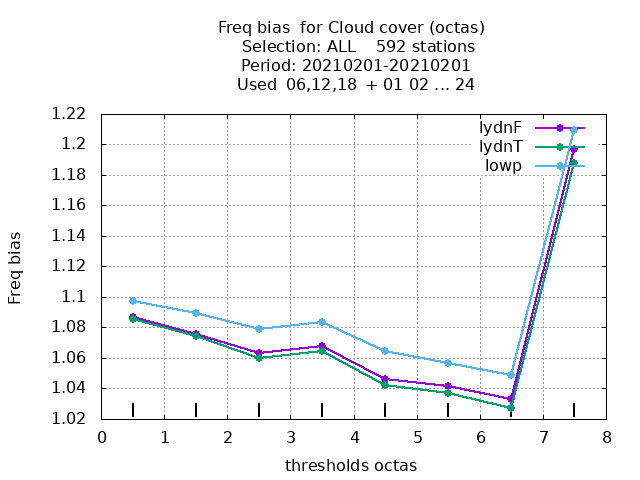 Freq bias  for Cloud cover (octas)
Selection: ALL    592 stations
Period: 20210201-20210201
Used  06,12,18  + 01 02 ... 24
1.22
1.2
1.18
1.16
1.14
1.12
1.1
1.08
1.06
1.04
1.02
Freq bias
lydnF
lydnT
lowp
0 1 2 3 4 5 6 7 8
thresholds octas